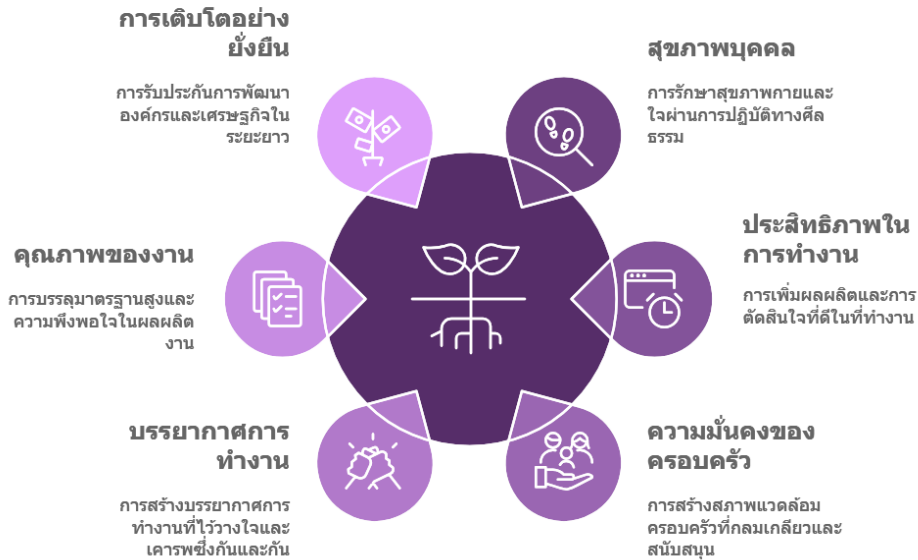 การเติบโตอย่าง
ยั่งยืน
การรับประกันการพัฒนา
องค์กรและเศรษฐกิจใน
ระยะยาว
สุขภาพบุคคล
การรักษาสุขภาพกายและ
ใจผ่านการปฏิบัติทางศีล
ธรรม
คุณภาพของงาน
การบรรลุมาตรฐานสูงและ
ความพึงพอใจในผลผลิต
งาน
ประสิทธิภาพใน
การทำงาน
การเพิ่มผลผลิตและการ
ตัดสินใจที่ดีในที่ทำงาน
บรรยากาศการ
ทำงาน
การสร้างบรรยากาศการ
ทำงานที่ไว้วางใจและ
เคารพซึ่งกันและกัน
ความมั่นคงของ
ครอบครัว
การสร้างสภาพแวดล้อม
ครอบครัวที่กลมเกลียวและ
สนับสนุน